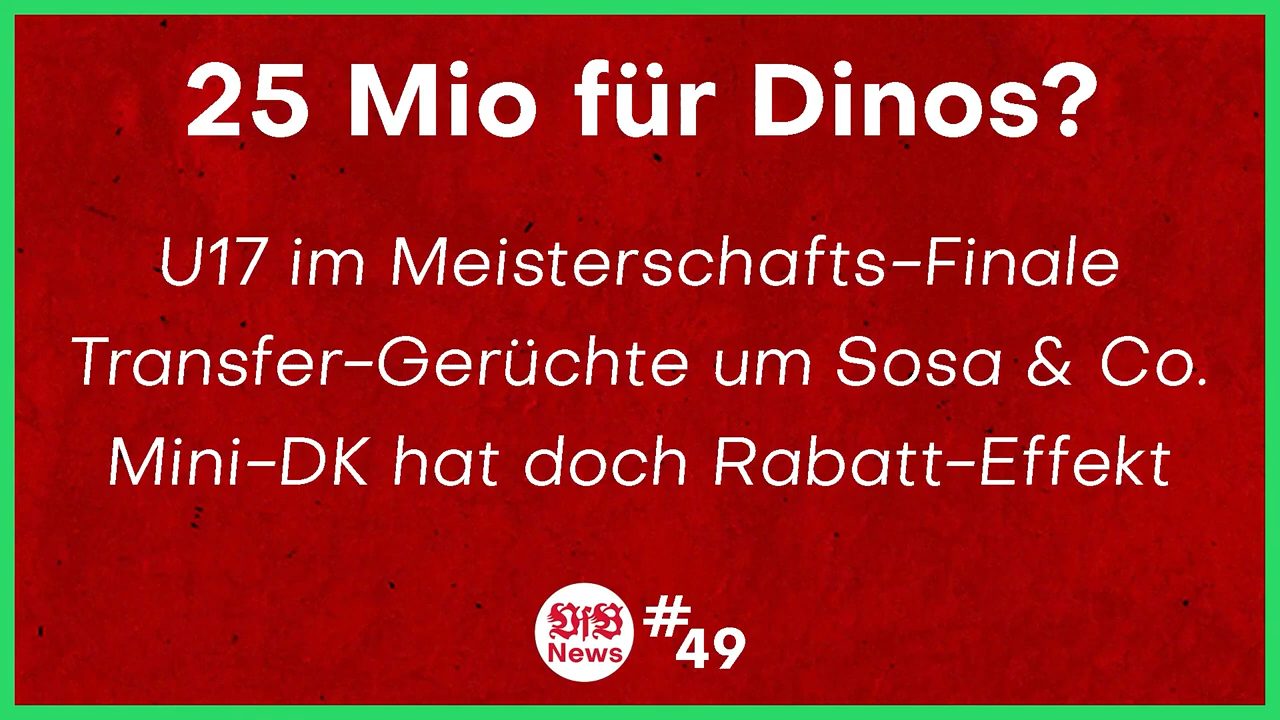 25 Mio für Dinos?
U17 im Meisterschafts-Finale
Transfer-Gerüchte um Sosa & Co.
Mini-DK hat doch Rabatt-Effekt
VfB
News
#49